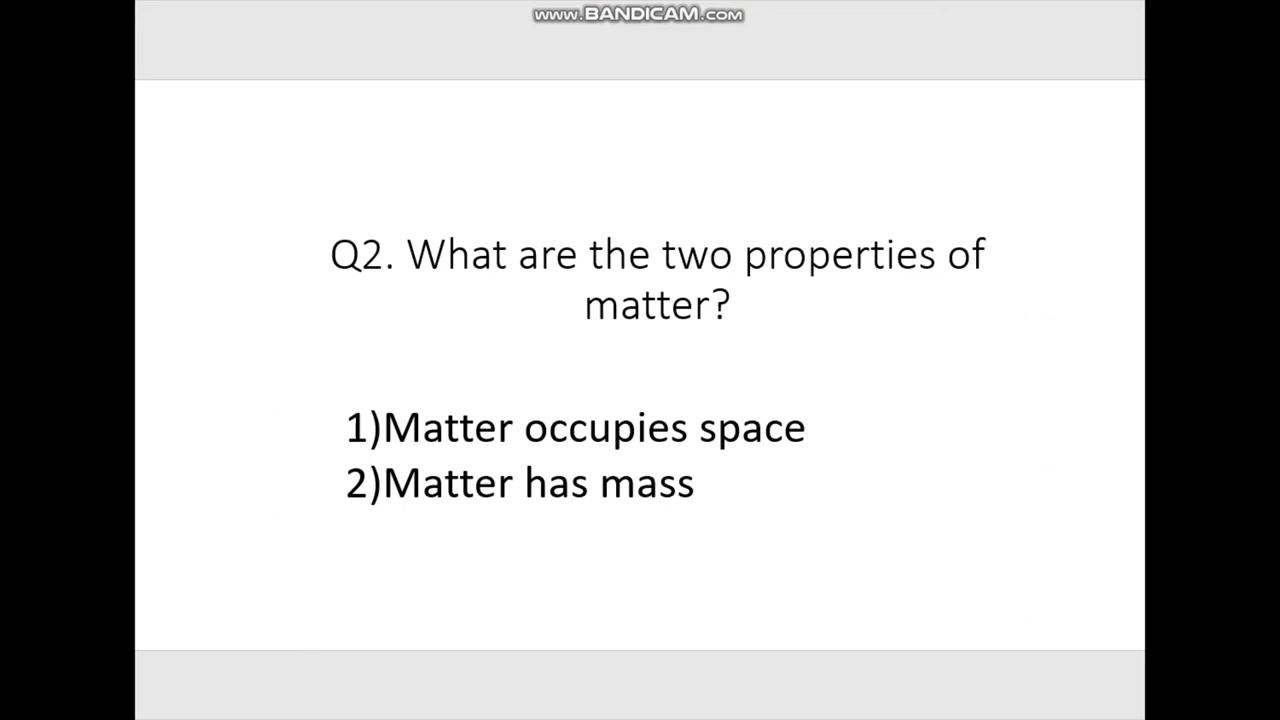 www.BANDICAM.com
Q2. What are the two properties of
matter?
1)Matter occupies space
2)Matter has mass